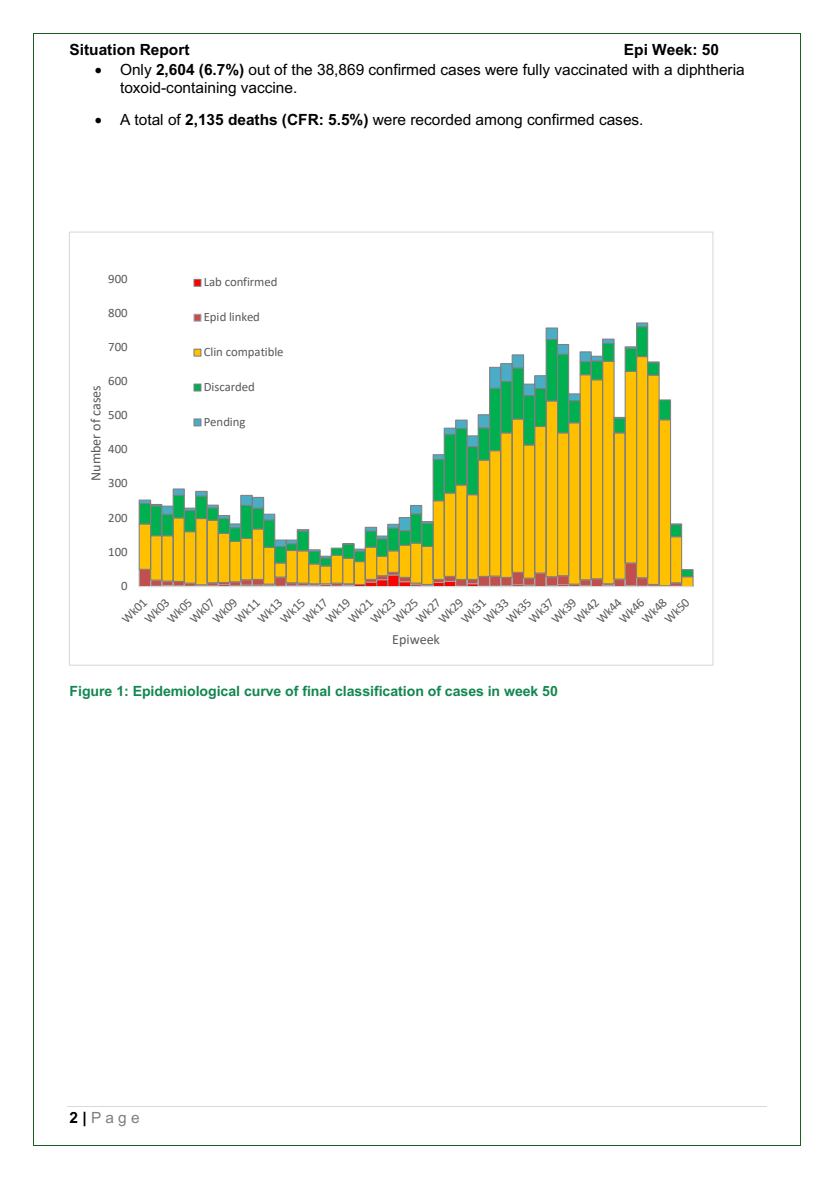 Situation Report Epi Week: 50
• Only 2,604 (6.7%) out of the 38,869 confirmed cases were fully vaccinated with a diphtheria
toxoid-containing vaccine.
• A total of 2,135 deaths (CFR: 5.5%) were recorded among confirmed cases.
900
800
700
600
500
400
300
200
100
0
Number of cases
Lab confirmed
Epid linked
Clin compatible
Discarded
Pending
Wk01 Wk03 Wk05 Wk07 Wk09 Wk11 Wk13 Wk15 Wk17 Wk19 Wk21 Wk23 Wk25 Wk27 Wk29 Wk31 Wk33 Wk35 Wk37 Wk39 Wk42 Wk44 Wk46 Wk48 Wk50
Epiweek
Figure 1: Epidemiological curve of final classification of cases in week 50
2 | Page